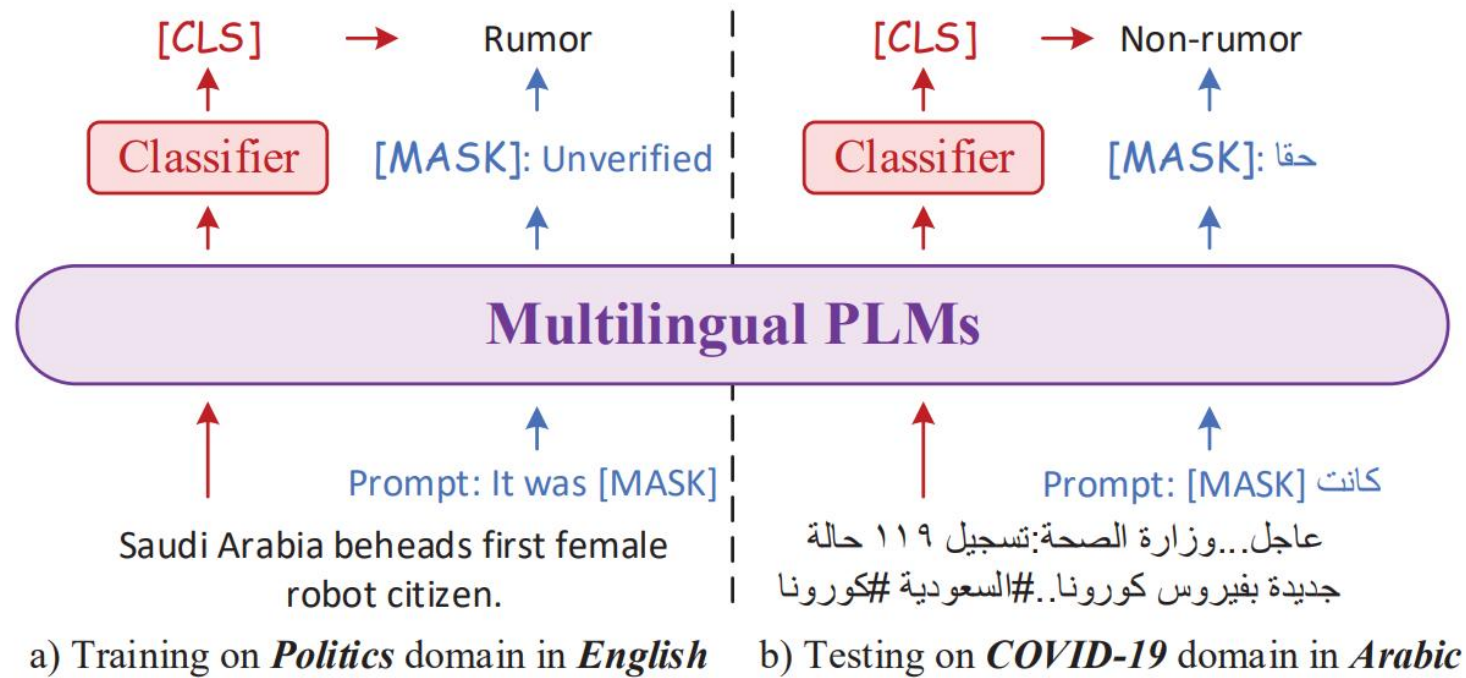 [CLS] → Rumor
[CLS] → Non-rumor
Classifier
[MASK]: Unverified
Classifier
[MASK]: حقا
Multilingual PLMs
Prompt: It was [MASK]
Prompt: [MASK] كانت
Saudi Arabia beheads first female
robot citizen.
عاجل...وزارة الصحة:تسجيل ١١٩ حالة
جديدة بفيروس كورونا..#السعودية #كورونا
a) Training on Politics domain in English
b) Testing on COVID-19 domain in Arabic